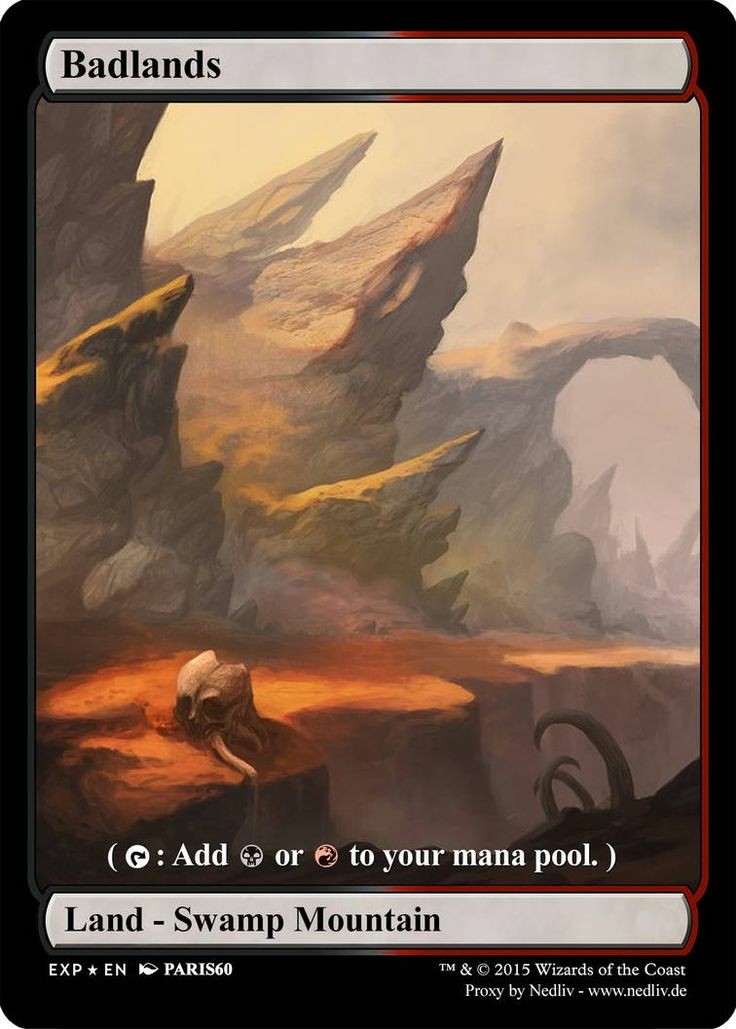 Badlands
( : Add or to your mana pool. )
Land - Swamp Mountain
EXP ★ EN PARIS60
™ & © 2015 Wizards of the Coast
Proxy by Nedliv - www.nedliv.de